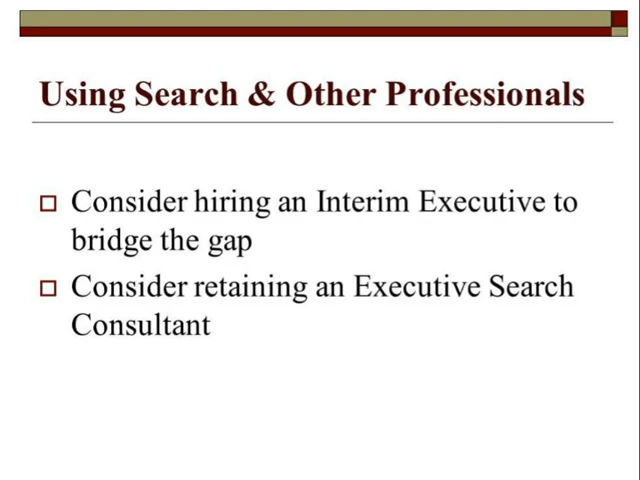 Using Search & Other Professionals
Consider hiring an Interim Executive to
bridge the gap
Consider retaining an Executive Search
Consultant